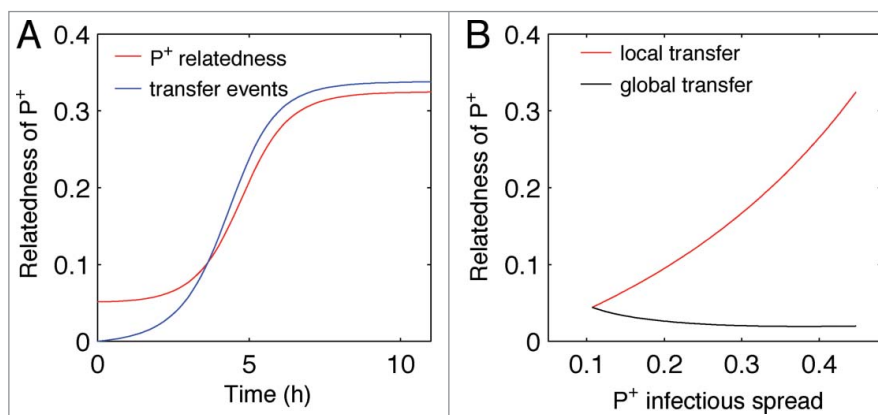 A
B
P+ relatedness
transfer events
local transfer
global transfer
Relatedness of P+
0.4
0.3
0.2
0.1
0
0
5
10
Time (h)
Relatedness of P+
0.4
0.3
0.2
0.1
0
0.1
0.2
0.3
0.4
P+ infectious spread